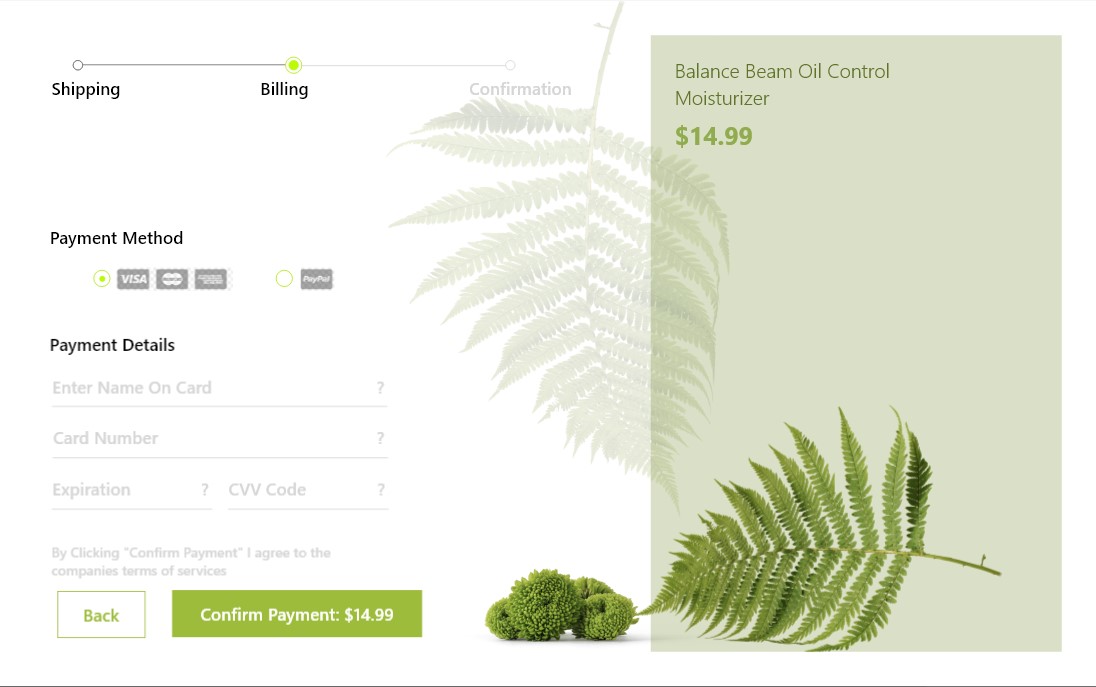 Shipping
Billing
Confirmation
Balance Beam Oil Control
Moisturizer
$14.99
Payment Method
VISA
PayPal
Payment Details
Enter Name On Card ?
Card Number ?
Expiration ? CVV Code ?
By Clicking "Confirm Payment" I agree to the
companies terms of services
Back
Confirm Payment: $14.99